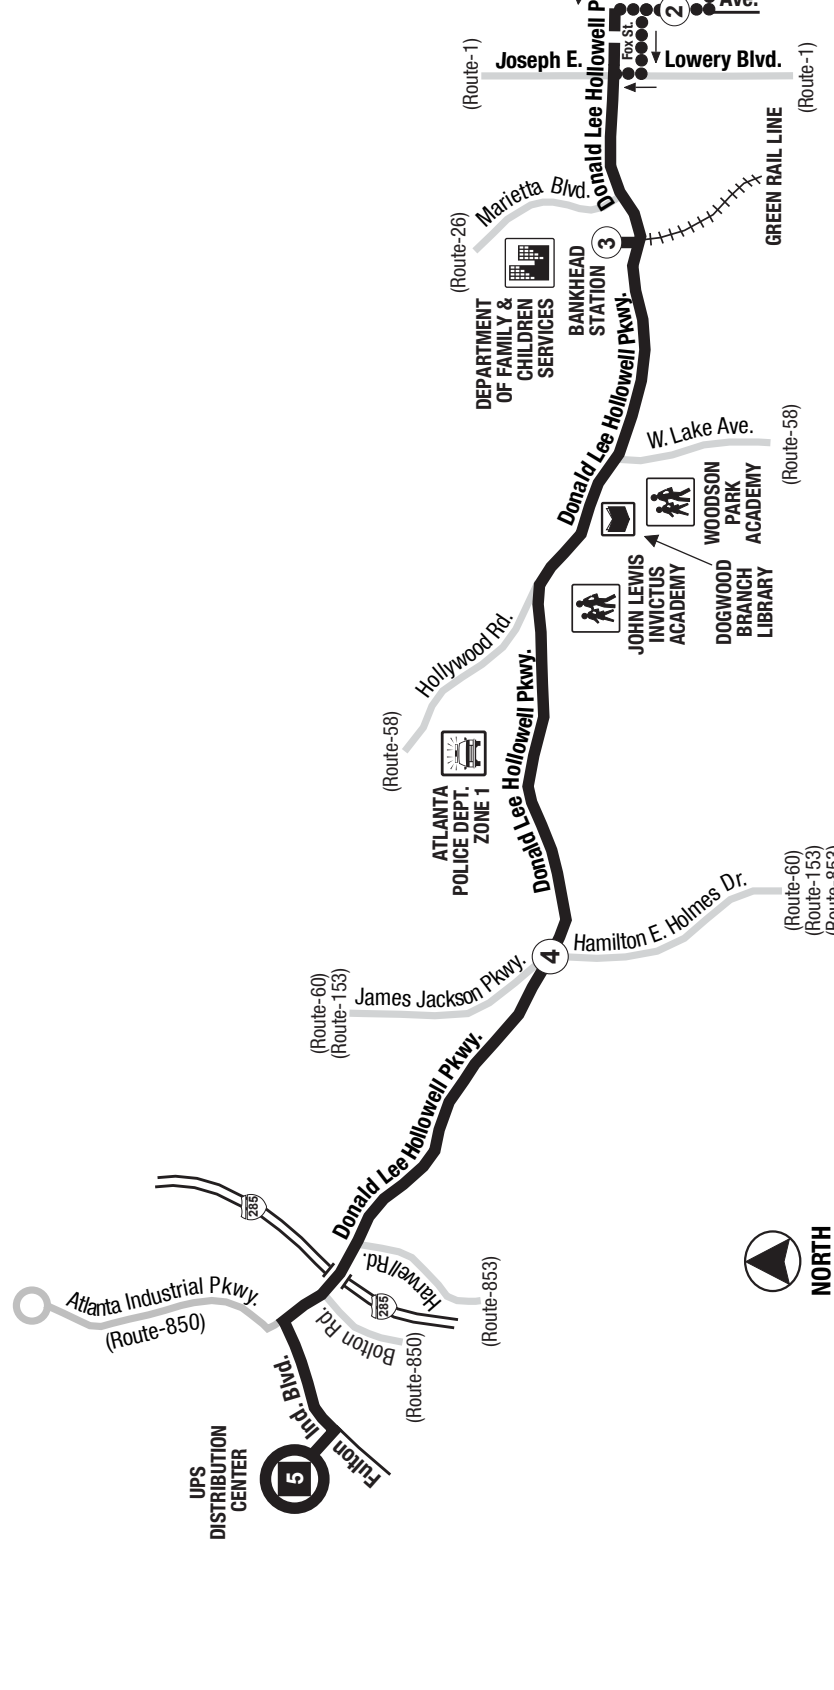 Ave.
2
Fox St.
Joseph E.
Lowery Blvd.
(Route-1)
(Route-1)
Donald Lee Hollowell P
Marietta Blvd.
(Route-26)
3
BANKHEAD
STATION
GREEN RAIL LINE
DEPARTMENT
OF FAMILY &
CHILDREN
SERVICES
Donald Lee Hollowell Pkwy.
W. Lake Ave.
(Route-58)
Donald Lee Hollowell Pkwy.
WOODSON
PARK
ACADEMY
DOGWOOD
BRANCH
LIBRARY
JOHN LEWIS
INVICTUS
ACADEMY
Hollywood Rd.
(Route-58)
ATLANTA
POLICE DEPT.
ZONE 1
Donald Lee Hollowell Pkwy.
4
Hamilton E. Holmes Dr.
(Route-60)
(Route-153)
(Route-853)
James Jackson Pkwy.
(Route-60)
(Route-153)
Donald Lee Hollowell Pkwy.
285
285
Harwell Rd.
(Route-853)
Bolton Rd.
(Route-850)
Atlanta Industrial Pkwy.
(Route-850)
Fulton
Ind. Blvd.
5
UPS
DISTRIBUTION
CENTER
NORTH